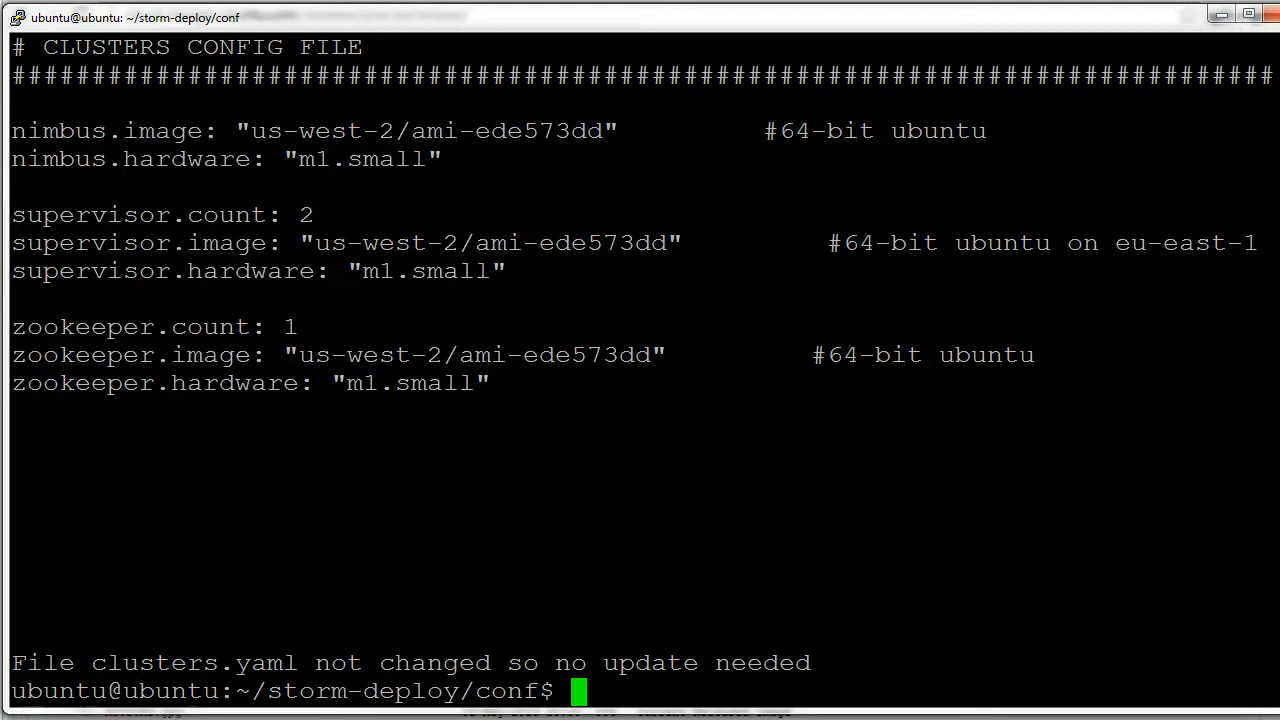 ubuntu@ubuntu: ~/storm-deploy/conf
# CLUSTERS CONFIG FILE
###############################################################################
nimbus.image: "us-west-2/ami-ede573dd"         #64-bit ubuntu
nimbus.hardware: "m1.small"
supervisor.count: 2
supervisor.image: "us-west-2/ami-ede573dd"         #64-bit ubuntu on eu-east-1
supervisor.hardware: "m1.small"
zookeeper.count: 1
zookeeper.image: "us-west-2/ami-ede573dd"         #64-bit ubuntu
zookeeper.hardware: "m1.small"
File clusters.yaml not changed so no update needed
ubuntu@ubuntu:~/storm-deploy/conf$